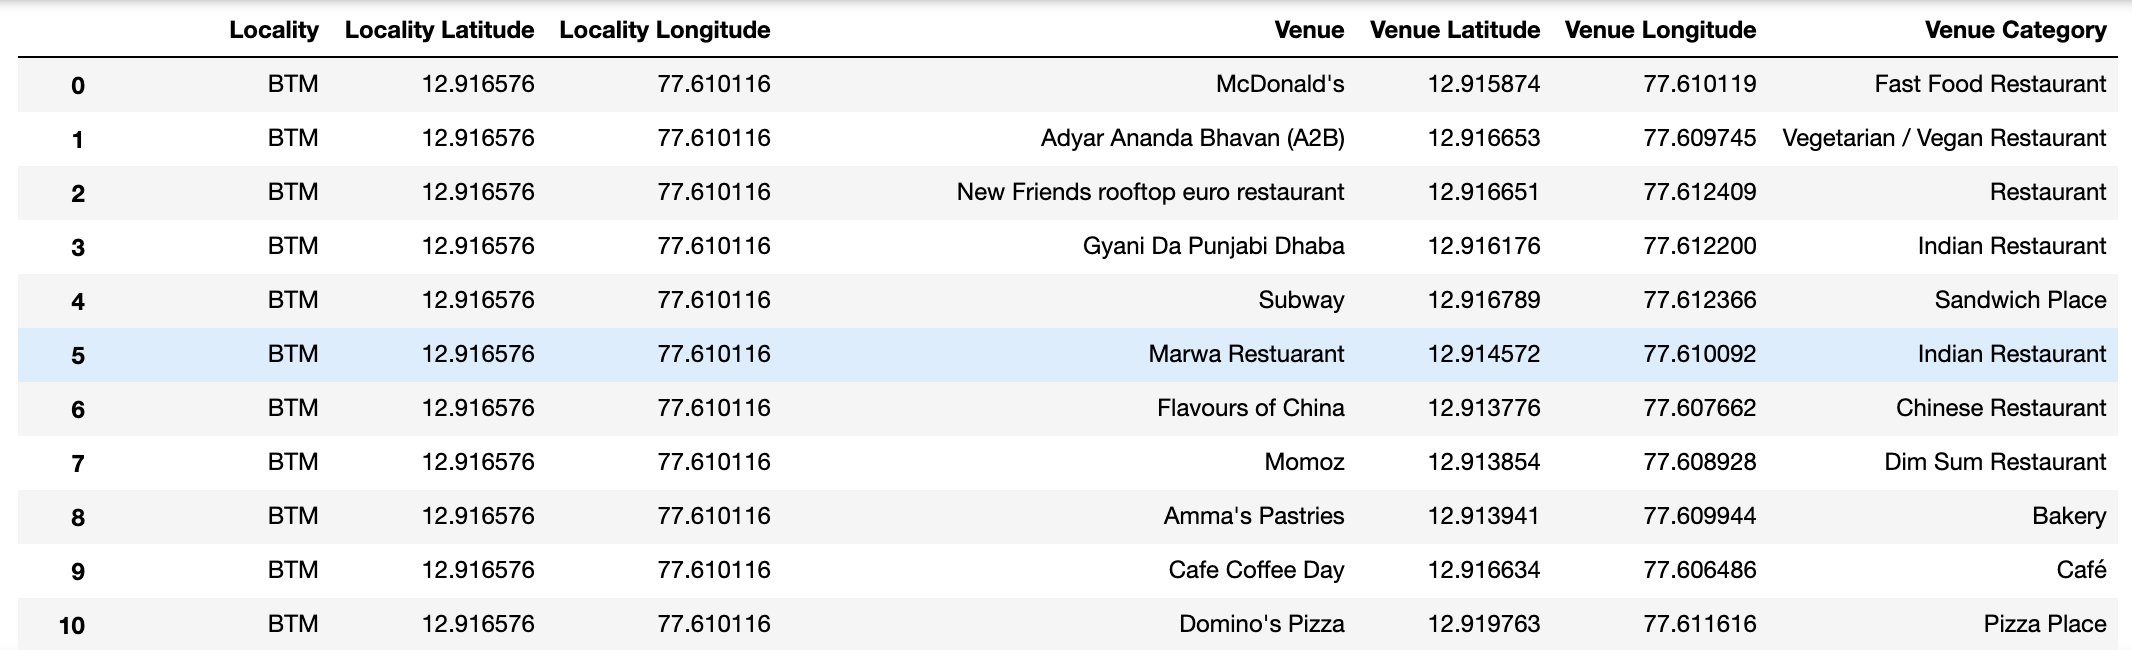 Locality Locality Latitude Locality Longitude Venue Venue Latitude Venue Longitude Venue Category
0 BTM 12.916576 77.610116 McDonald's 12.915874 77.610119 Fast Food Restaurant
1 BTM 12.916576 77.610116 Adyar Ananda Bhavan (A2B) 12.916653 77.609745 Vegetarian / Vegan Restaurant
2 BTM 12.916576 77.610116 New Friends rooftop euro restaurant 12.916651 77.612409 Restaurant
3 BTM 12.916576 77.610116 Gyani Da Punjabi Dhaba 12.916176 77.612200 Indian Restaurant
4 BTM 12.916576 77.610116 Subway 12.916789 77.612366 Sandwich Place
5 BTM 12.916576 77.610116 Marwa Restuarant 12.914572 77.610092 Indian Restaurant
6 BTM 12.916576 77.610116 Flavours of China 12.913776 77.607662 Chinese Restaurant
7 BTM 12.916576 77.610116 Momoz 12.913854 77.608928 Dim Sum Restaurant
8 BTM 12.916576 77.610116 Amma's Pastries 12.913941 77.609944 Bakery
9 BTM 12.916576 77.610116 Cafe Coffee Day 12.916634 77.606486 Café
10 BTM 12.916576 77.610116 Domino's Pizza 12.919763 77.611616 Pizza Place